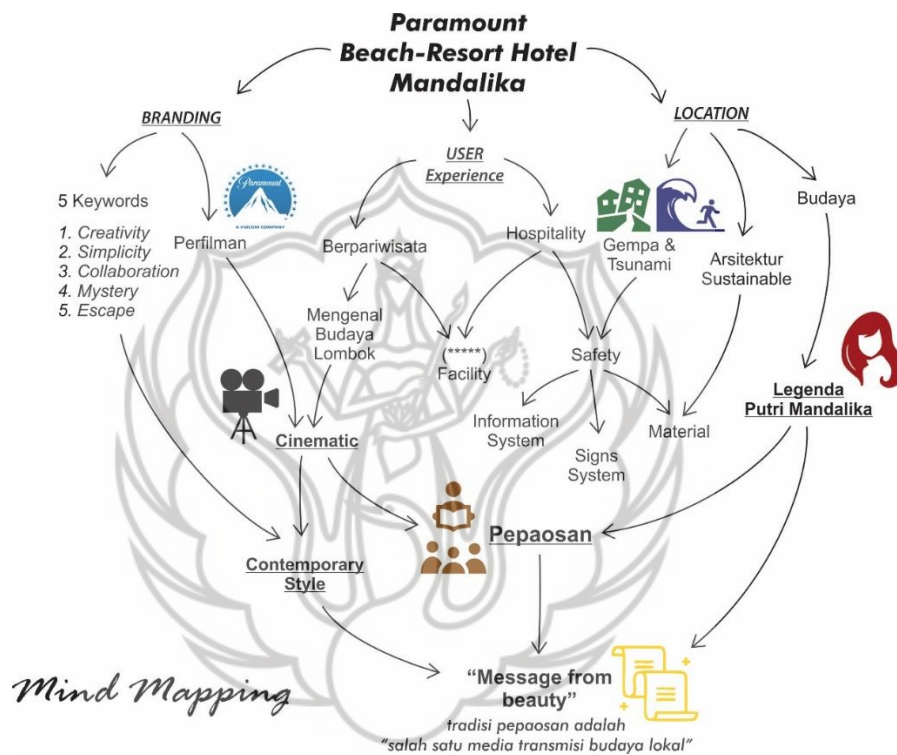 Paramount
Beach-Resort Hotel
Mandalika
BRANDING
USER
Experience
LOCATION
5 Keywords
1. Creativity
2. Simplicity
3. Collaboration
4. Mystery
5. Escape
Perfilman
Paramount
A VIACOM COMPANY
Berpariwisata
Hospitality
Gempa &
Tsunami
Arsitektur
Sustainable
Budaya
Mengenal
Budaya
Lombok
(*****)
Facility
Safety
Information
System
Signs
System
Material
Legenda
Putri Mandalika
Cinematic
Pepaosan
Contemporary
Style
“Message from
beauty”
tradisi pepaosan adalah
“salah satu media transmisi budaya lokal”
Mind Mapping